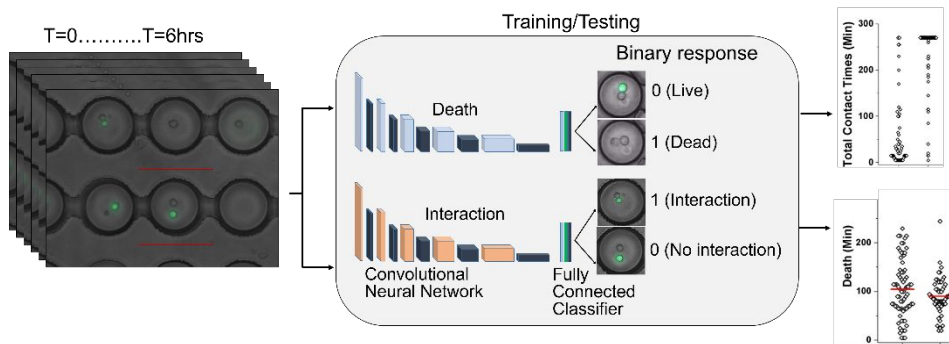 T=0..........T=6hrs
Training/Testing
Binary response
Death
0 (Live)
1 (Dead)
Interaction
1 (Interaction)
0 (No interaction)
Convolutional
Neural Network
Fully
Connected
Classifier
Total Contact Times (Min)
300
200
100
0
Death (Min)
200
100
0